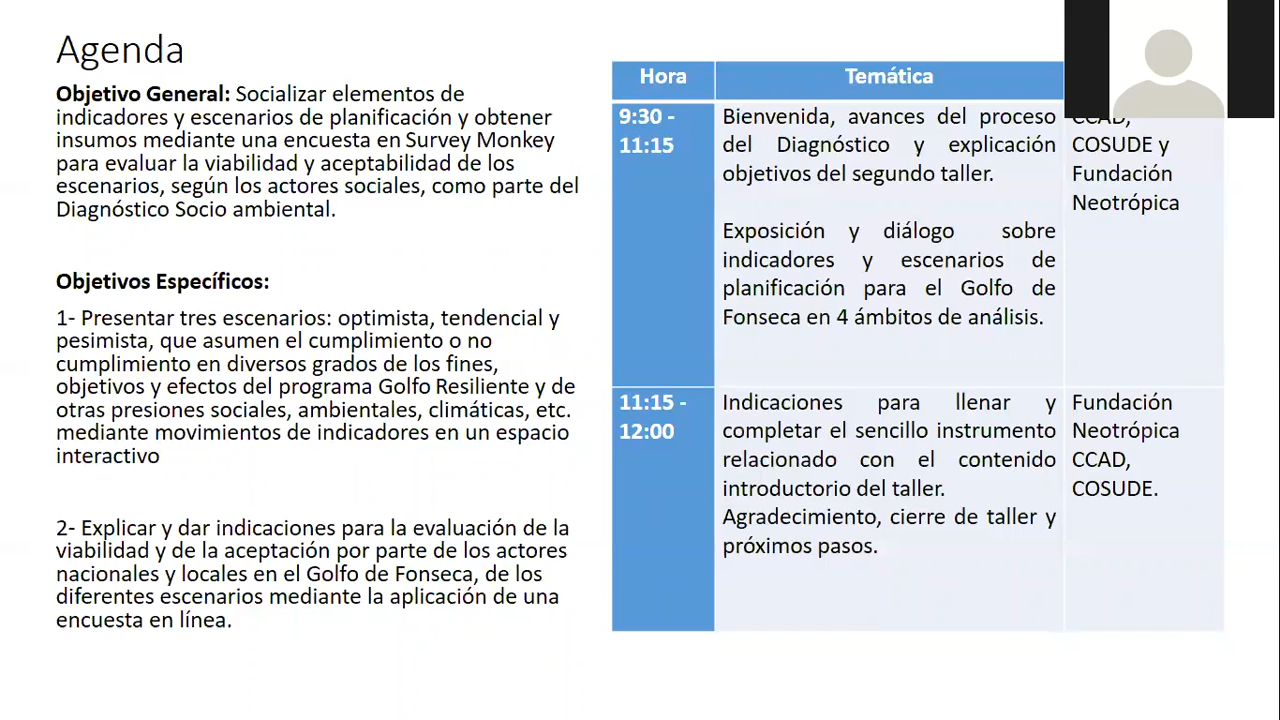 Agenda
Objetivo General: Socializar elementos de
indicadores y escenarios de planificación y obtener
insumos mediante una encuesta en Survey Monkey
para evaluar la viabilidad y aceptabilidad de los
escenarios, según los actores sociales, como parte del
Diagnóstico Socio ambiental.
Objetivos Específicos:
1- Presentar tres escenarios: optimista, tendencial y
pesimista, que asumen el cumplimiento o no
cumplimiento en diversos grados de los fines,
objetivos y efectos del programa Golfo Resiliente y de
otras presiones sociales, ambientales, climáticas, etc.
mediante movimientos de indicadores en un espacio
interactivo
2- Explicar y dar indicaciones para la evaluación de la
viabilidad y de la aceptación por parte de los actores
nacionales y locales en el Golfo de Fonseca, de los
diferentes escenarios mediante la aplicación de una
encuesta en línea.
Hora
Temática
9:30 -
11:15
Bienvenida, avances del proceso
del Diagnóstico y explicación
objetivos del segundo taller.
Exposición y diálogo sobre
indicadores y escenarios de
planificación para el Golfo de
Fonseca en 4 ámbitos de análisis.
CCAD,
COSUDE y
Fundación
Neotrópica
11:15 -
12:00
Indicaciones para llenar y
completar el sencillo instrumento
relacionado con el contenido
introductorio del taller.
Agradecimiento, cierre de taller y
próximos pasos.
Fundación
Neotrópica
CCAD,
COSUDE.